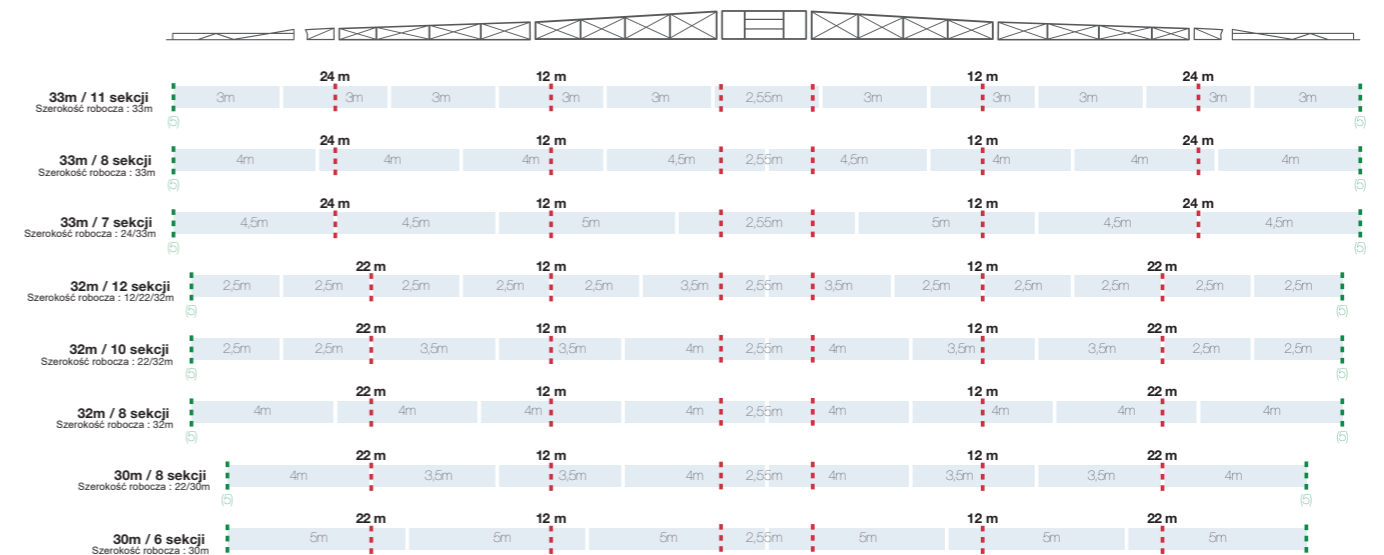 24 m 12 m 12 m 24 m
33m / 11 sekcji 3m 3m 3m 3m 3m 2,55m 3m 3m 3m 3m 3m
Szerokość robocza : 33m
(5) (5)
24 m 12 m 12 m 24 m
33m / 8 sekcji 4m 4m 4m 4,5m 2,55m 4,5m 4m 4m 4m
Szerokość robocza : 33m
(5) (5)
24 m 12 m 12 m 24 m
33m / 7 sekcji 4,5m 4,5m 5m 2,55m 5m 4,5m 4,5m
Szerokość robocza : 24/33m
(5) (5)
22 m 12 m 12 m 22 m
32m / 12 sekcji 2,5m 2,5m 2,5m 2,5m 2,5m 3,5m 2,55m 3,5m 2,5m 2,5m 2,5m 2,5m 2,5m
Szerokość robocza : 12/22/32m
(5) (5)
22 m 12 m 12 m 22 m
32m / 10 sekcji 2,5m 2,5m 3,5m 3,5m 4m 2,55m 4m 3,5m 3,5m 2,5m 2,5m
Szerokość robocza : 22/32m
(5) (5)
22 m 12 m 12 m 22 m
32m / 8 sekcji 4m 4m 4m 4m 2,55m 4m 4m 4m 4m
Szerokość robocza : 32m
(5) (5)
22 m 12 m 12 m 22 m
30m / 8 sekcji 4m 3,5m 3,5m 4m 2,55m 4m 3,5m 3,5m 4m
Szerokość robocza : 22/30m
(5) (5)
22 m 12 m 12 m 22 m
30m / 6 sekcji 5m 5m 5m 2,55m 5m 5m 5m
Szerokość robocza : 30m